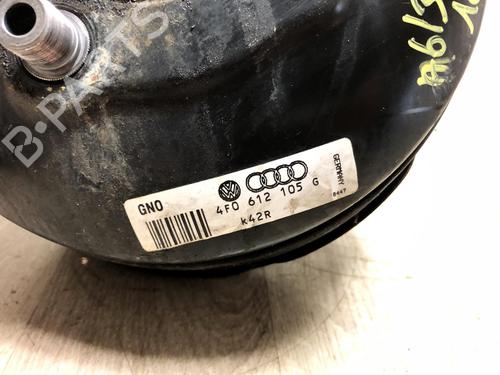 B-PARTS
GNO
GERMANY
4F0 612 105 G
K42R